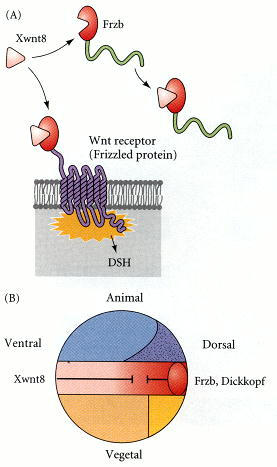 (A)
Xwnt8
Frzb
Wnt receptor
(Frizzled protein)
DSH
(B)
Animal
Ventral
Dorsal
Xwnt8
Frzb, Dickkopf
Vegetal